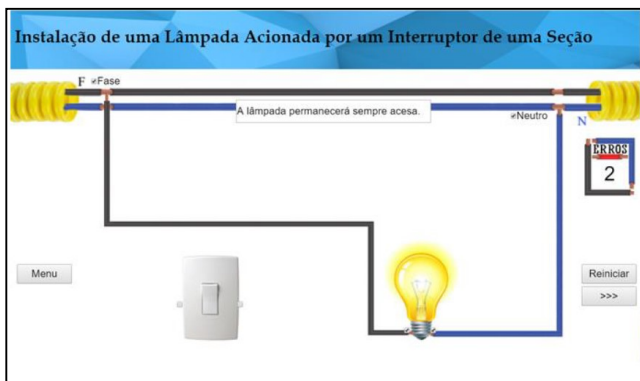 Instalação de uma Lâmpada Acionada por um Interruptor de uma Seção
F Fase
A lâmpada permanecerá sempre acesa.
Neutro
N
ERROS
2
Menu
Reiniciar
>>>